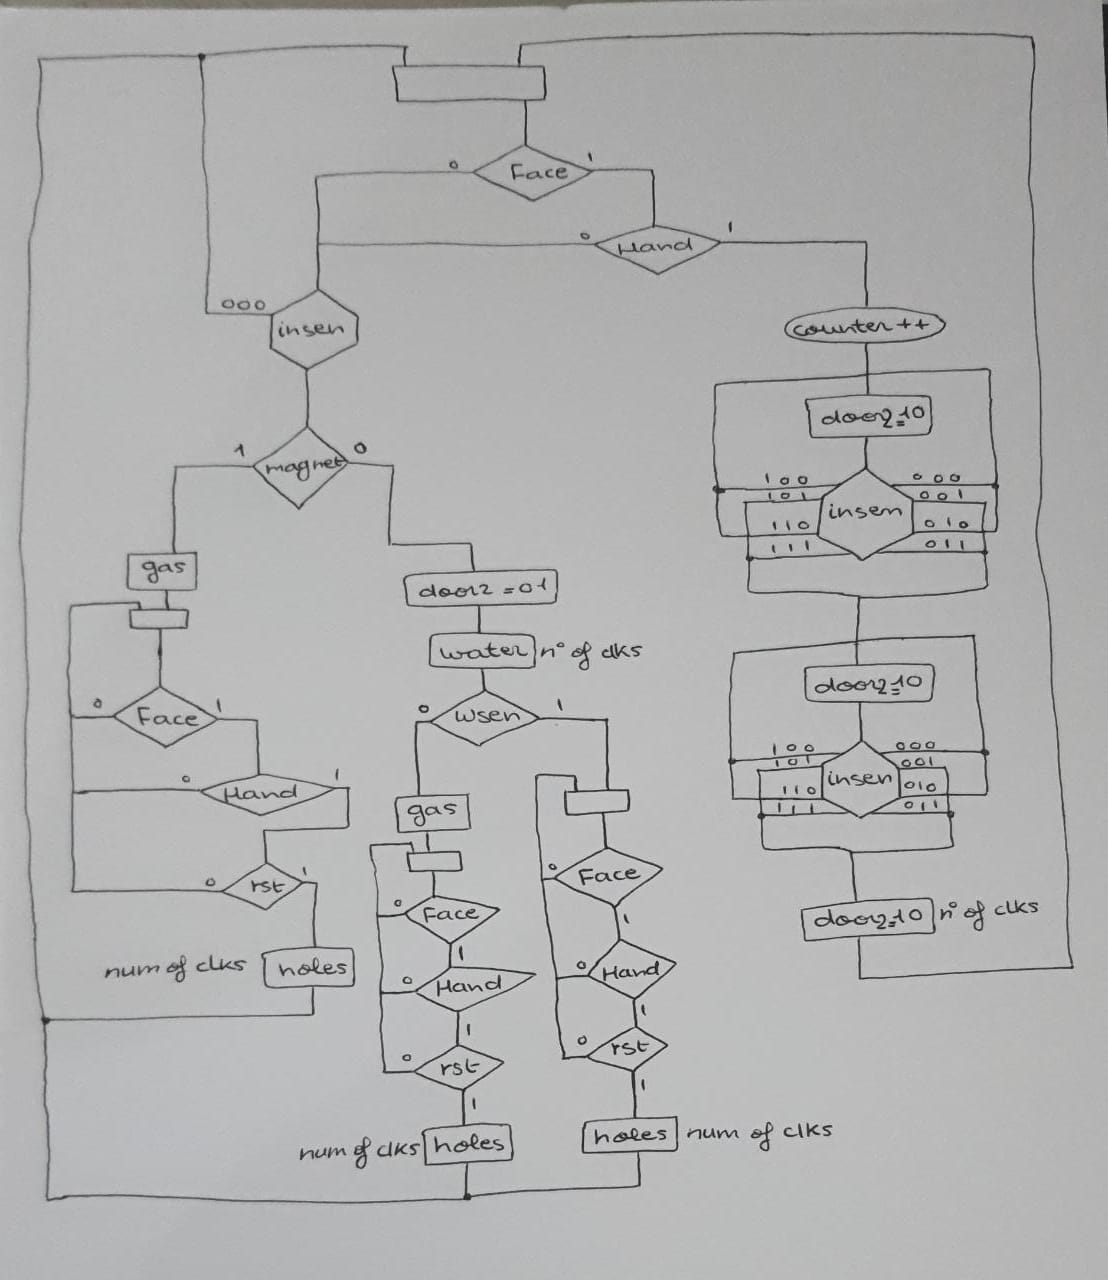 0
Face
1
0
Hand
1
000
insen
counter ++
door2=10
1
magnet
0
100
000
101
001
insen
110
010
111
011
gas
door2 = 01
water
n° of clks
door2=10
0
Face
1
0
wsen
1
100
000
101
001
insen
110
010
111
011
0
Hand
1
gas
0
rst
1
0
Face
1
0
Face
1
door2=10
n° of clks
num of clks
holes
0
Hand
1
0
Hand
1
0
rst
1
0
rst
1
num of clks
holes
holes
num of clks